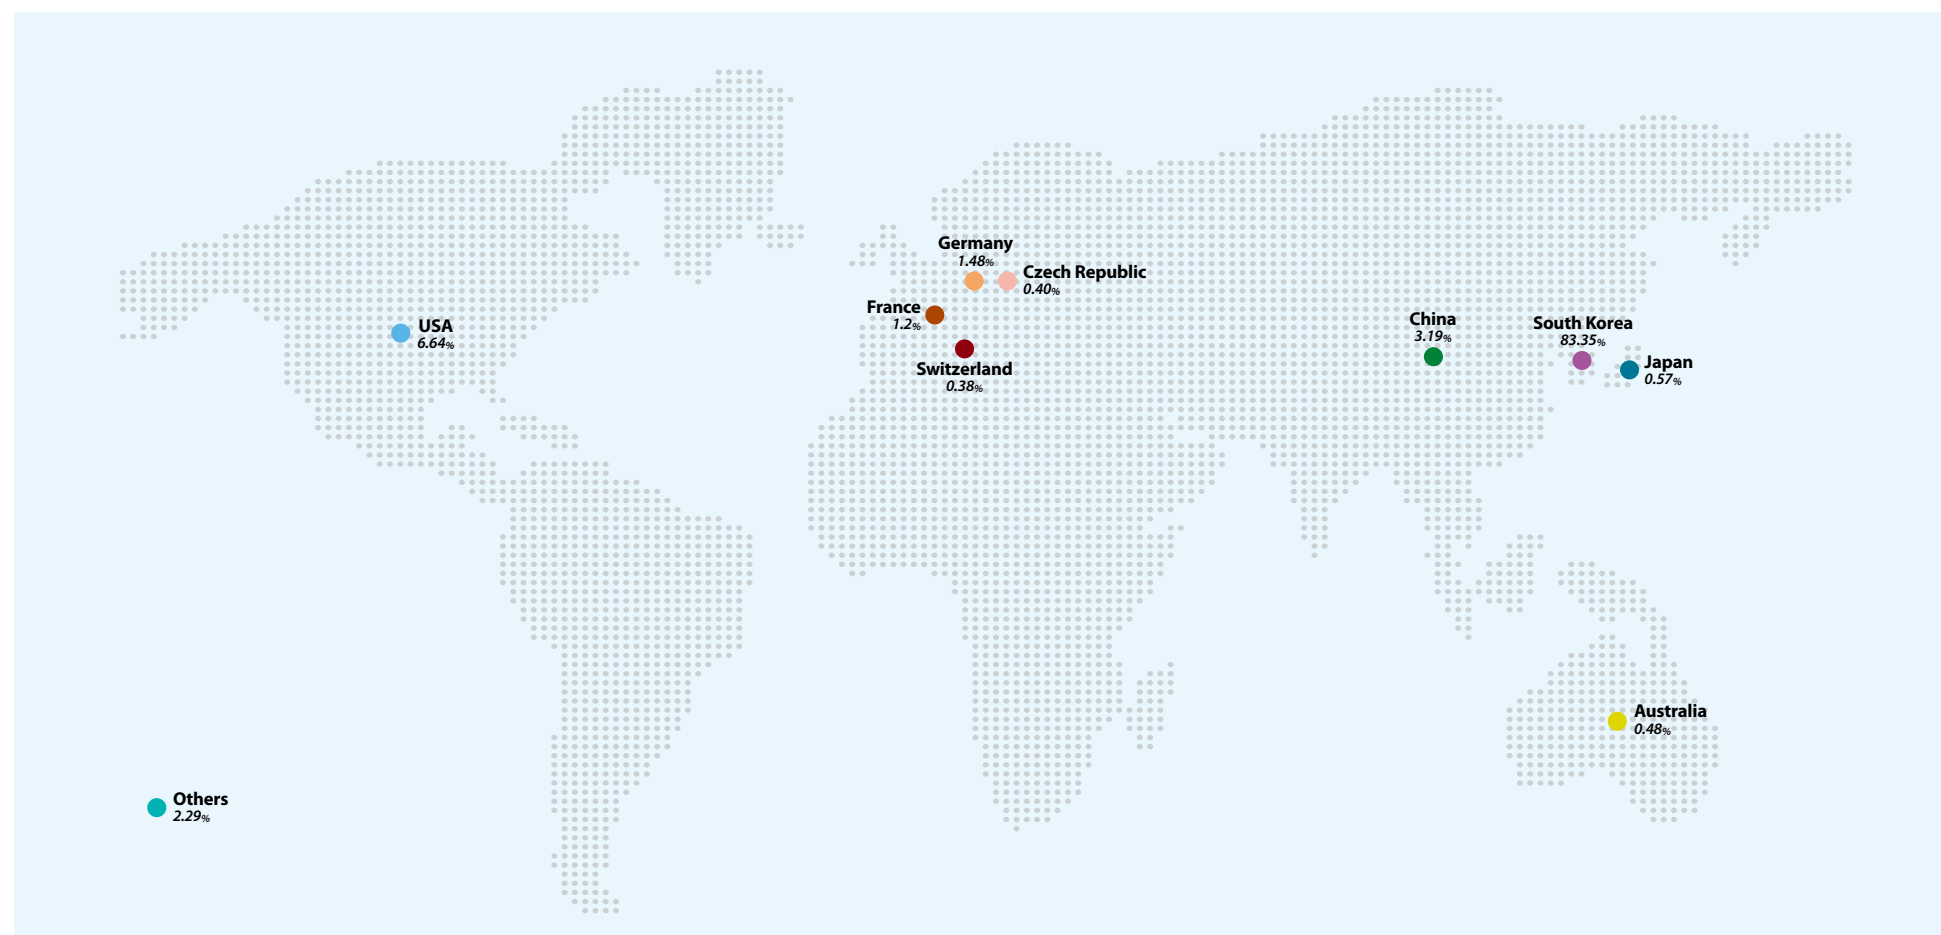 Germany
1.48%
Czech Republic
0.40%
France
1.2%
USA
6.64%
China
3.19%
South Korea
83.35%
Japan
0.57%
Switzerland
0.38%
Australia
0.48%
Others
2.29%